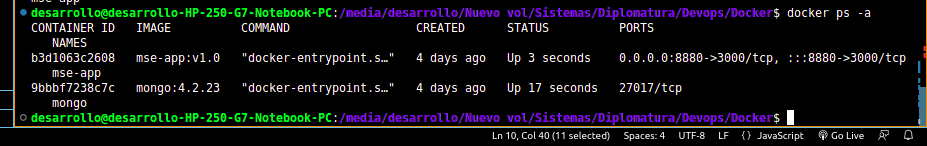 desarrollo@desarrollo-HP-250-G7-Notebook-PC:/media/desarrollo/Nuevo vol/Sistemas/Diplomatura/Devops/Docker$ docker ps -a
CONTAINER ID   IMAGE          COMMAND                  CREATED      STATUS          PORTS
   NAMES
b3d1063c2608   mse-app:v1.0   "docker-entrypoint.s…"   4 days ago   Up 3 seconds    0.0.0.0:8880->3000/tcp, :::8880->3000/tcp
   mse-app
9bbbf7238c7c   mongo:4.2.23   "docker-entrypoint.s…"   4 days ago   Up 17 seconds   27017/tcp
   mongo
desarrollo@desarrollo-HP-250-G7-Notebook-PC:/media/desarrollo/Nuevo vol/Sistemas/Diplomatura/Devops/Docker$
Ln 10, Col 40 (11 selected)   Spaces: 4   UTF-8   LF   {} JavaScript   Go Live